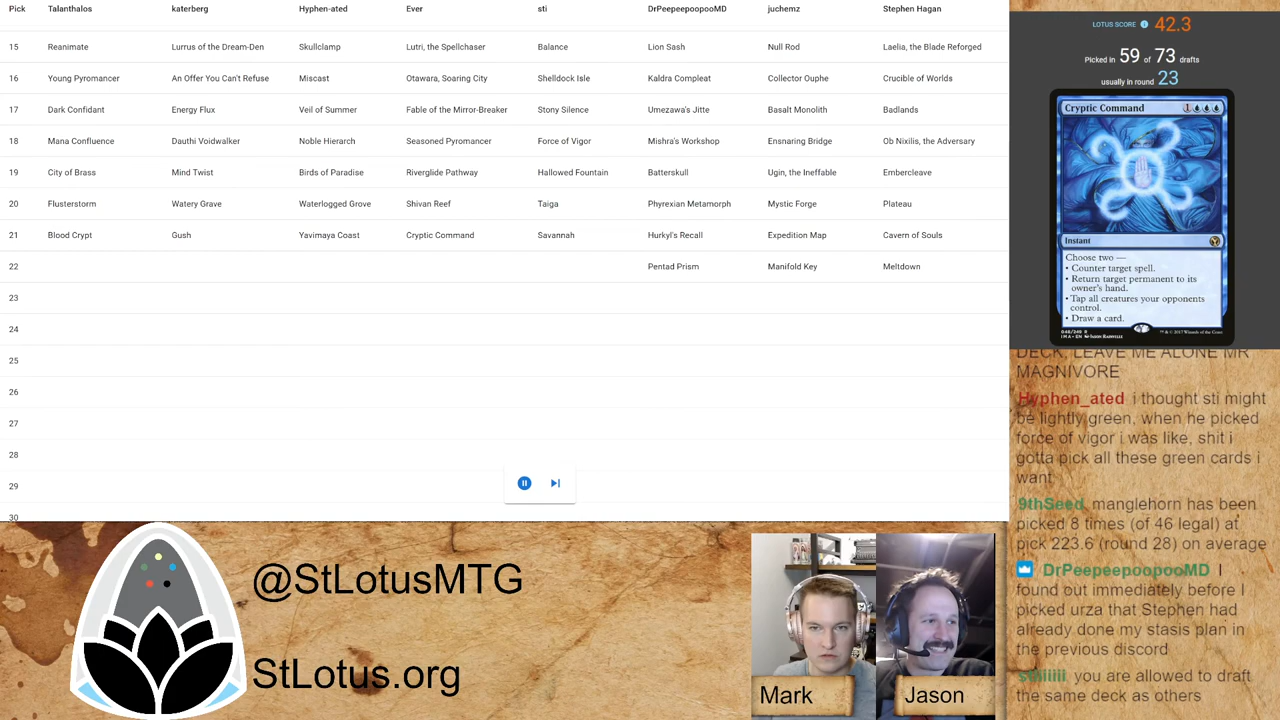 Pick Talanthalos katerberg Hyphen-ated Ever sti DrPeepeepoopooMD juchemz Stephen Hagan
15 Reanimate Lurrus of the Dream-Den Skullclamp Lutri, the Spellchaser Balance Lion Sash Null Rod Laelia, the Blade Reforged
16 Young Pyromancer An Offer You Can't Refuse Miscast Otawara, Soaring City Shelldock Isle Kaldra Compleat Collector Ouphe Crucible of Worlds
17 Dark Confidant Energy Flux Veil of Summer Fable of the Mirror-Breaker Stony Silence Umezawa's Jitte Basalt Monolith Badlands
18 Mana Confluence Dauthi Voidwalker Noble Hierarch Seasoned Pyromancer Force of Vigor Mishra's Workshop Ensnaring Bridge Ob Nixilis, the Adversary
19 City of Brass Mind Twist Birds of Paradise Riverglide Pathway Hallowed Fountain Batterskull Ugin, the Ineffable Embercleave
20 Flusterstorm Watery Grave Waterlogged Grove Shivan Reef Taiga Phyrexian Metamorph Mystic Forge Plateau
21 Blood Crypt Gush Yavimaya Coast Cryptic Command Savannah Hurkyl's Recall Expedition Map Cavern of Souls
22 Pentad Prism Manifold Key Meltdown
23
24
25
26
27
28
29
30
LOTUS SCORE 42.3
Picked in 59 of 73 drafts
usually in round 23
Cryptic Command 1
Instant
Choose two —
• Counter target spell.
• Return target permanent to its
owner's hand.
• Tap all creatures your opponents
control.
• Draw a card.
DECK. LEAVE ME ALONE MR
MAGNIVORE
Hyphen_ated i thought sti might
be lightly green, when he picked
force of vigor i was like, shit i
gotta pick all these green cards i
want
9thSeed manglehorn has been
picked 8 times (of 46 legal) at
pick 223.6 (round 28) on average
DrPeepeepoopooMD I
found out immediately before I
picked urza that Stephen had
already done my stasis plan in
the previous discord
you are allowed to draft
the same deck as others
@StLotusMTG
StLotus.org
Mark
Jason